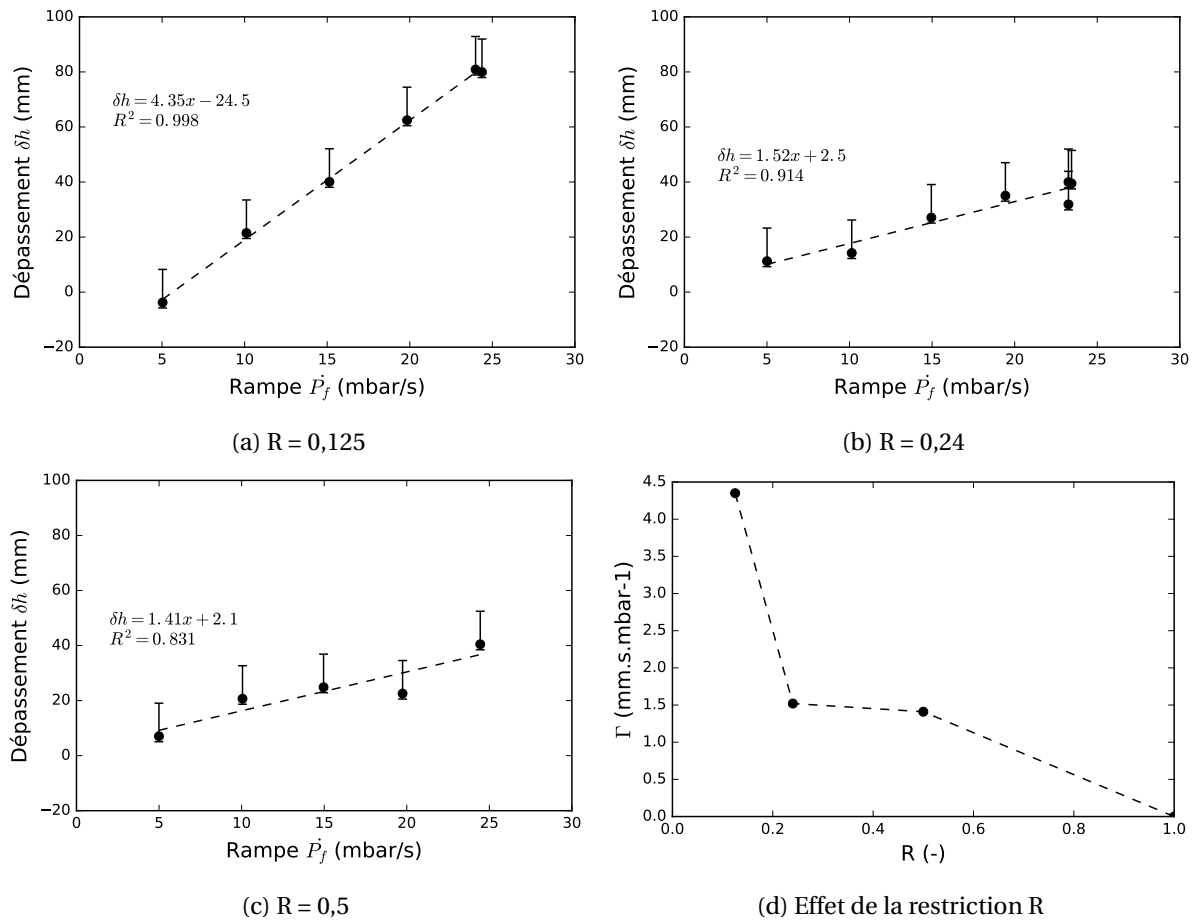 100
80
60
40
20
0
−20
Dépassement δh (mm)
δh = 4.35x − 24.5
R² = 0.998
0 5 10 15 20 25 30
Rampe Ṗ_f (mbar/s)
(a) R = 0,125
100
80
60
40
20
0
−20
Dépassement δh (mm)
δh = 1.52x + 2.5
R² = 0.914
0 5 10 15 20 25 30
Rampe Ṗ_f (mbar/s)
(b) R = 0,24
100
80
60
40
20
0
−20
Dépassement δh (mm)
δh = 1.41x + 2.1
R² = 0.831
0 5 10 15 20 25 30
Rampe Ṗ_f (mbar/s)
(c) R = 0,5
4.5
4.0
3.5
3.0
2.5
2.0
1.5
1.0
0.5
0.0
Γ (mm.s.mbar-1)
0.0 0.2 0.4 0.6 0.8 1.0
R (-)
(d) Effet de la restriction R